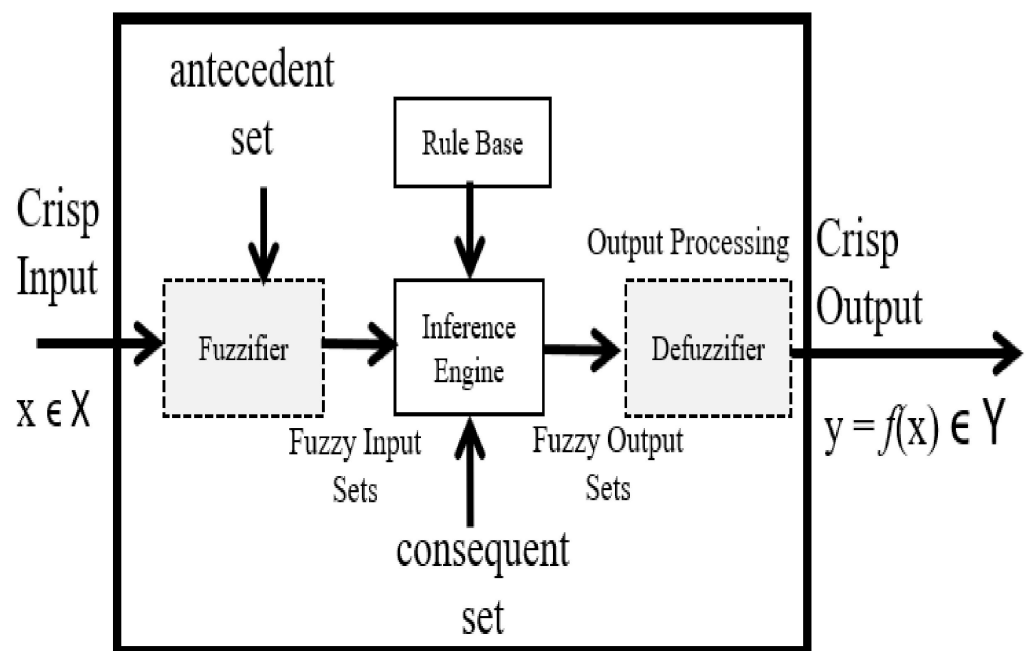 antecedent
set
Rule Base
Crisp
Input
x ϵ X
Fuzzifier
Fuzzy Input
Sets
Inference
Engine
consequent
set
Fuzzy Output
Sets
Output Processing
Defuzzifier
Crisp
Output
y = f(x) ϵ Y